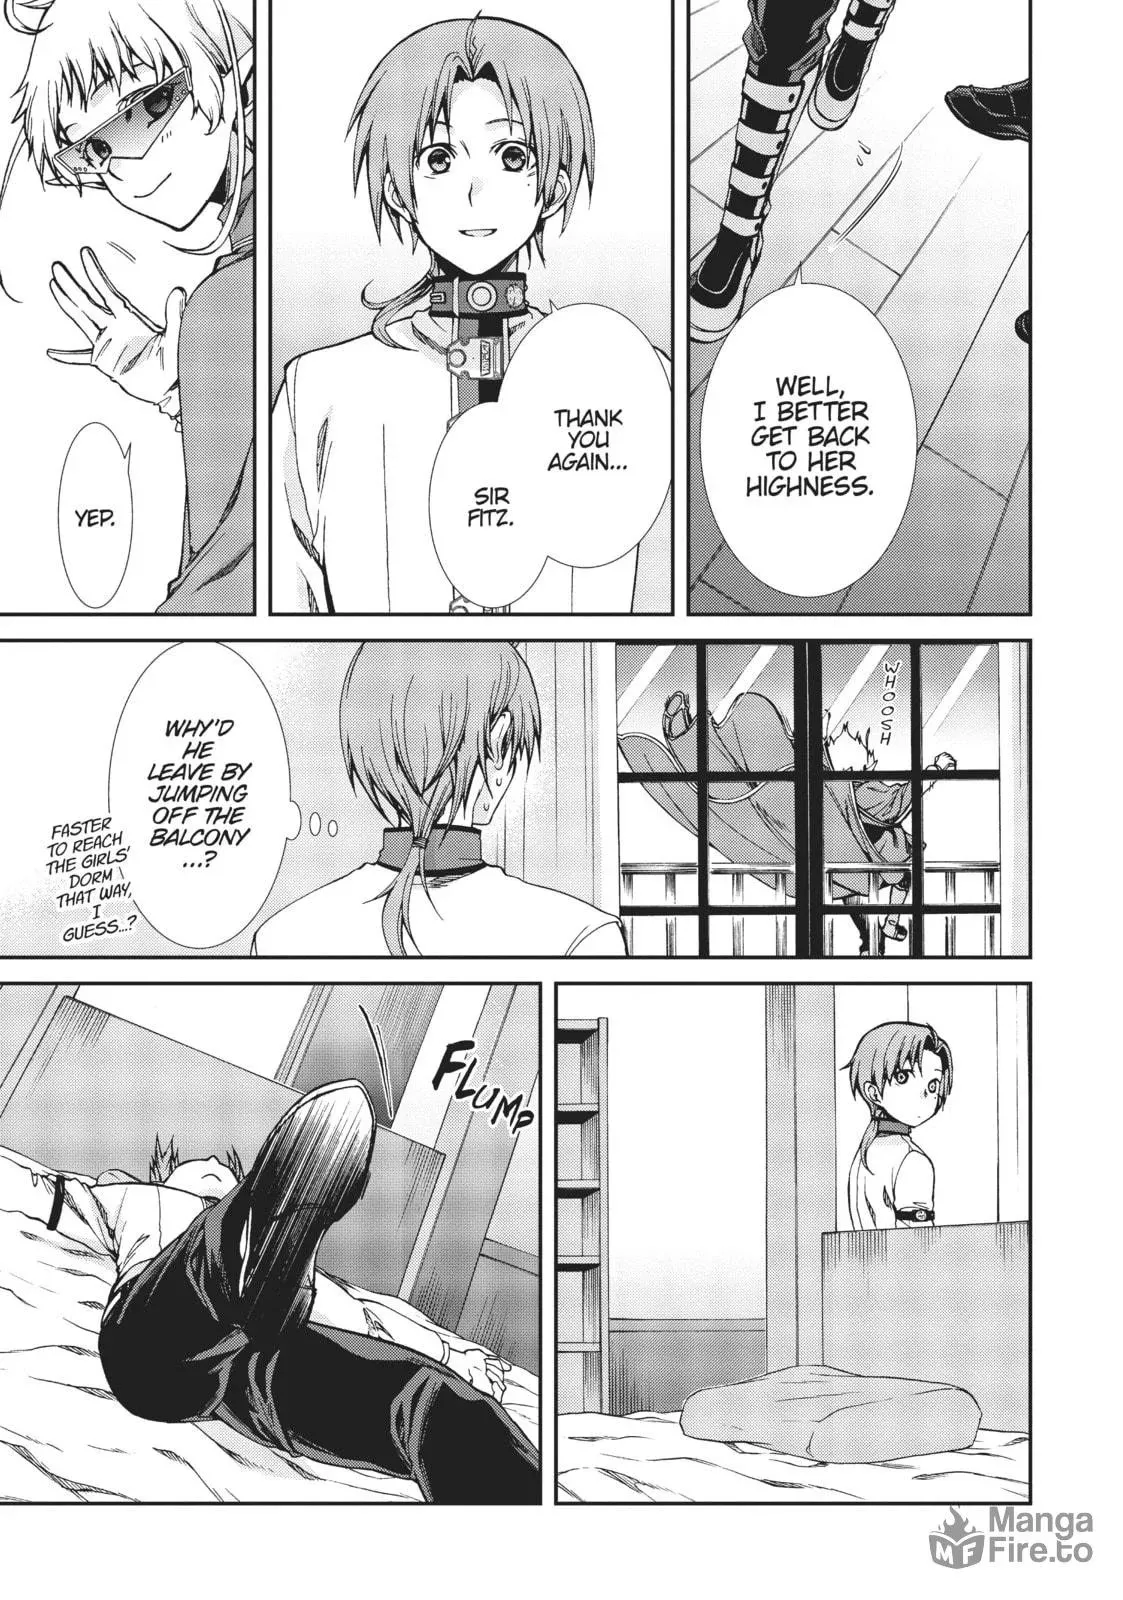 WELL,
I BETTER
GET BACK
TO HER
HIGHNESS.
THANK
YOU
AGAIN...
SIR
FITZ.
YEP.
WHOOSH
WHY'D
HE
LEAVE BY
JUMPING
OFF THE
BALCONY
...?
FASTER
TO REACH
THE GIRLS'
DORM
THAT WAY,
I
GUESS...?
FLUMP
Manga
MF Fire.to